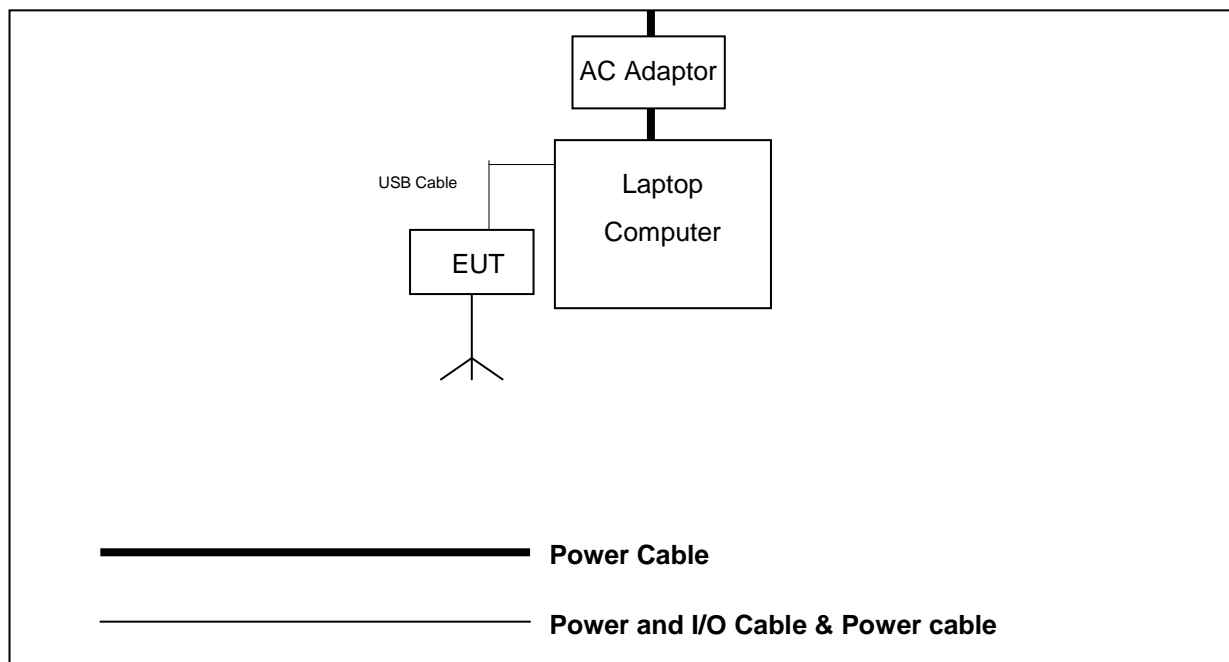 AC Adaptor
USB Cable
Laptop
Computer
EUT
Power Cable
Power and I/O Cable & Power cable